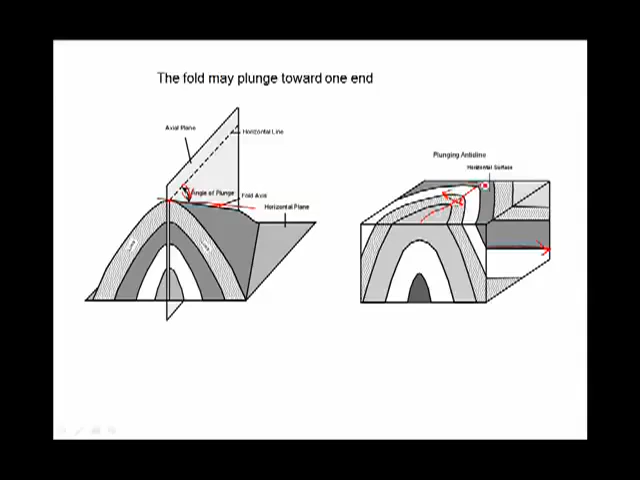 The fold may plunge toward one end
Axial Plane
Horizontal Line
Angle of Plunge
Fold Axis
Horizontal Plane
Plunging Anticline
Horizontal Surface